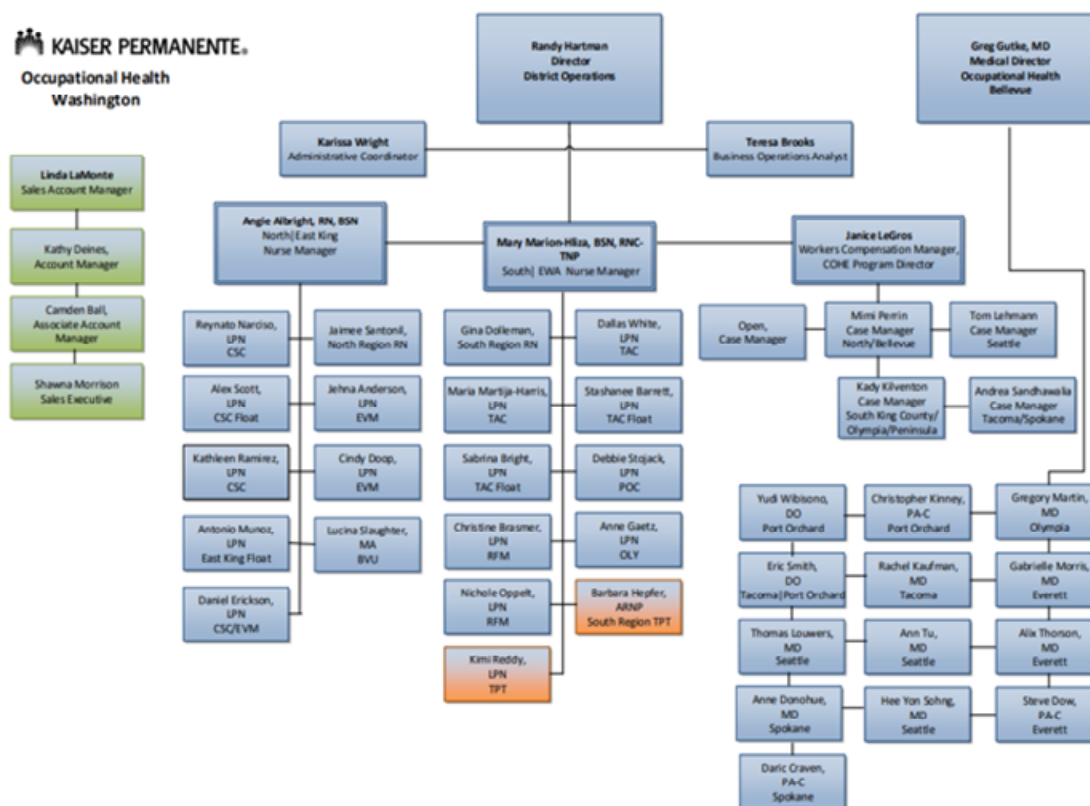 KAISER PERMANENTE®
Occupational Health
Washington
Randy Hartman
Director
District Operations
Greg Gutke, MD
Medical Director
Occupational Health
Bellevue
Karissa Wright
Administrative Coordinator
Teresa Brooks
Business Operations Analyst
Linda LaMonte
Sales Account Manager
Kathy Deines,
Account Manager
Camden Ball,
Associate Account
Manager
Shawna Morrison
Sales Executive
Angie Albright, RN, BSN
North|East King
Nurse Manager
Mary Marion-Hliza, BSN, RNC-
TNP
South| EWA Nurse Manager
Janice LeGros
Workers Compensation Manager,
COHE Program Director
Reynato Narciso,
LPN
CSC
Jaimee Santonil,
North Region RN
Alex Scott,
LPN
CSC Float
Jehna Anderson,
LPN
EVM
Kathleen Ramirez,
LPN
CSC
Cindy Doop,
LPN
EVM
Antonio Munoz,
LPN
East King Float
Lucina Slaughter,
MA
BVU
Daniel Erickson,
LPN
CSC/EVM
Gina Dolleman,
South Region RN
Dallas White,
LPN
TAC
Maria Martija-Harris,
LPN
TAC
Stashanee Barrett,
LPN
TAC Float
Sabrina Bright,
LPN
TAC Float
Debbie Stojack,
LPN
POC
Christine Brasmer,
LPN
RFM
Anne Gaetz,
LPN
OLY
Nichole Oppelt,
LPN
RFM
Barbara Hepfer,
ARNP
South Region TPT
Kimi Reddy,
LPN
TPT
Open,
Case Manager
Mimi Perrin
Case Manager
North/Bellevue
Tom Lehmann
Case Manager
Seattle
Kady Kilventon
Case Manager
South King County/
Olympia/Peninsula
Andrea Sandhawalia
Case Manager
Tacoma/Spokane
Yudi Wibisono,
DO
Port Orchard
Christopher Kinney,
PA-C
Port Orchard
Gregory Martin,
MD
Olympia
Eric Smith,
DO
Tacoma|Port Orchard
Rachel Kaufman,
MD
Tacoma
Gabrielle Morris,
MD
Everett
Thomas Louwers,
MD
Seattle
Ann Tu,
MD
Seattle
Alix Thorson,
MD
Everett
Anne Donohue,
MD
Spokane
Hee Yon Sohng,
MD
Seattle
Steve Dow,
PA-C
Everett
Daric Craven,
PA-C
Spokane